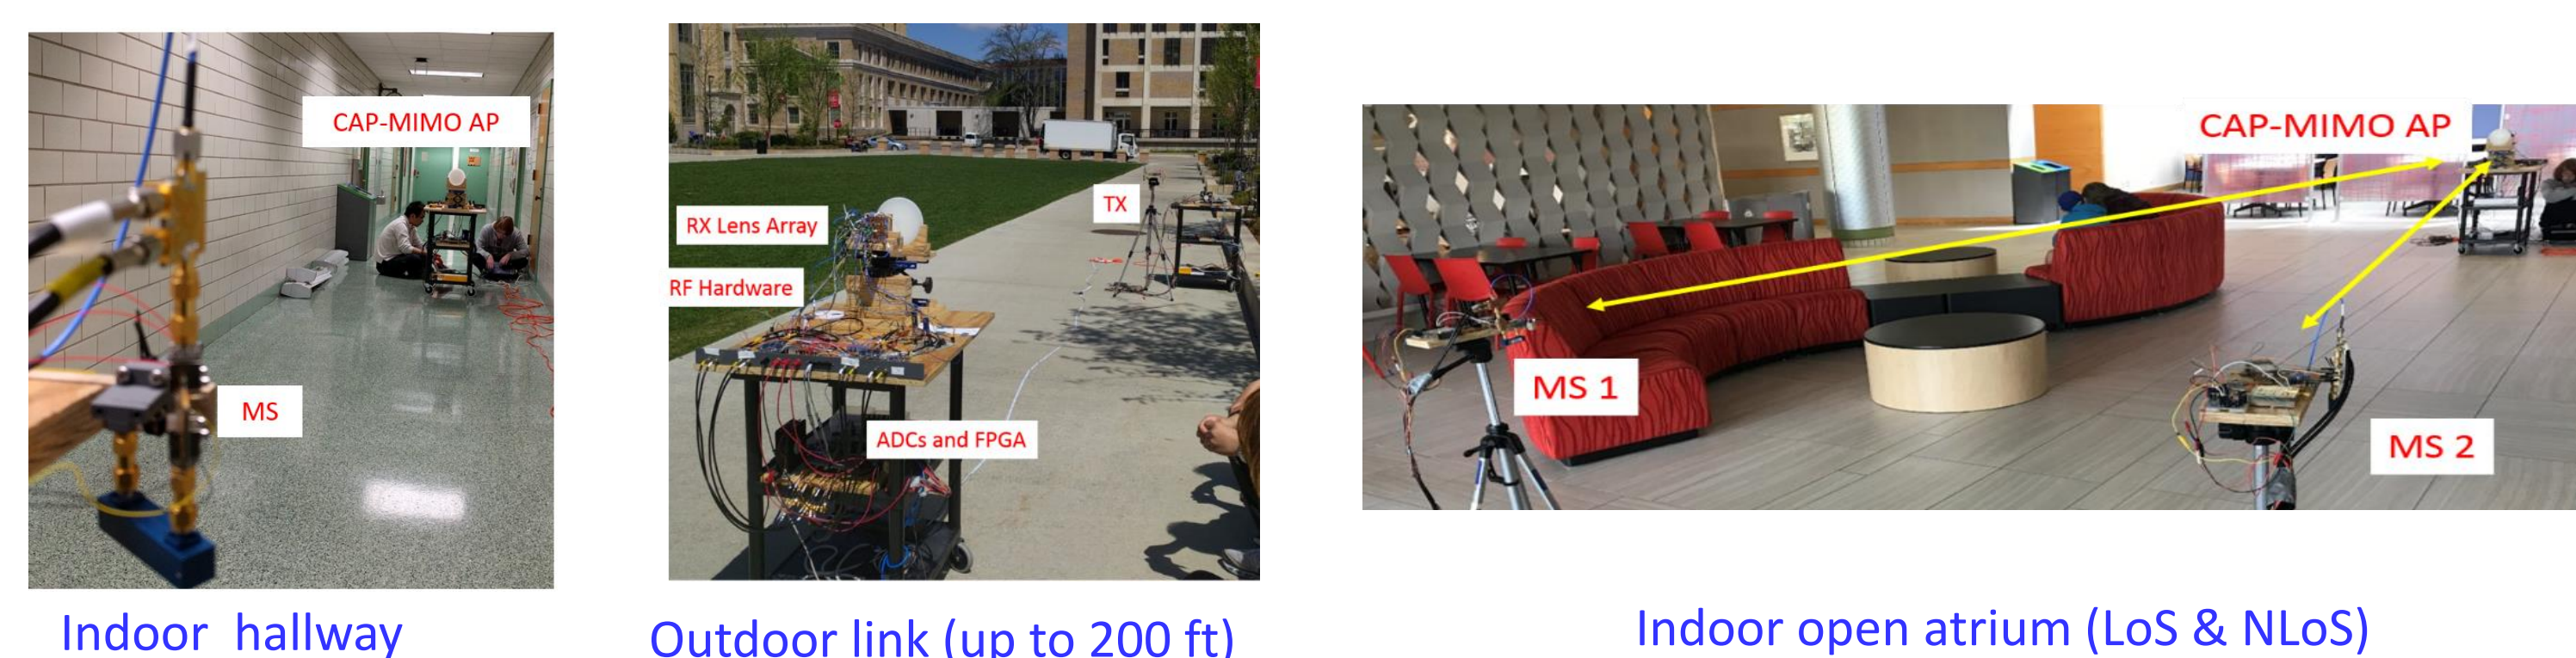 CAP-MIMO AP
MS
Indoor hallway
RX Lens Array
TX
RF Hardware
ADCs and FPGA
Outdoor link (up to 200 ft)
CAP-MIMO AP
MS 1
MS 2
Indoor open atrium (LoS & NLoS)